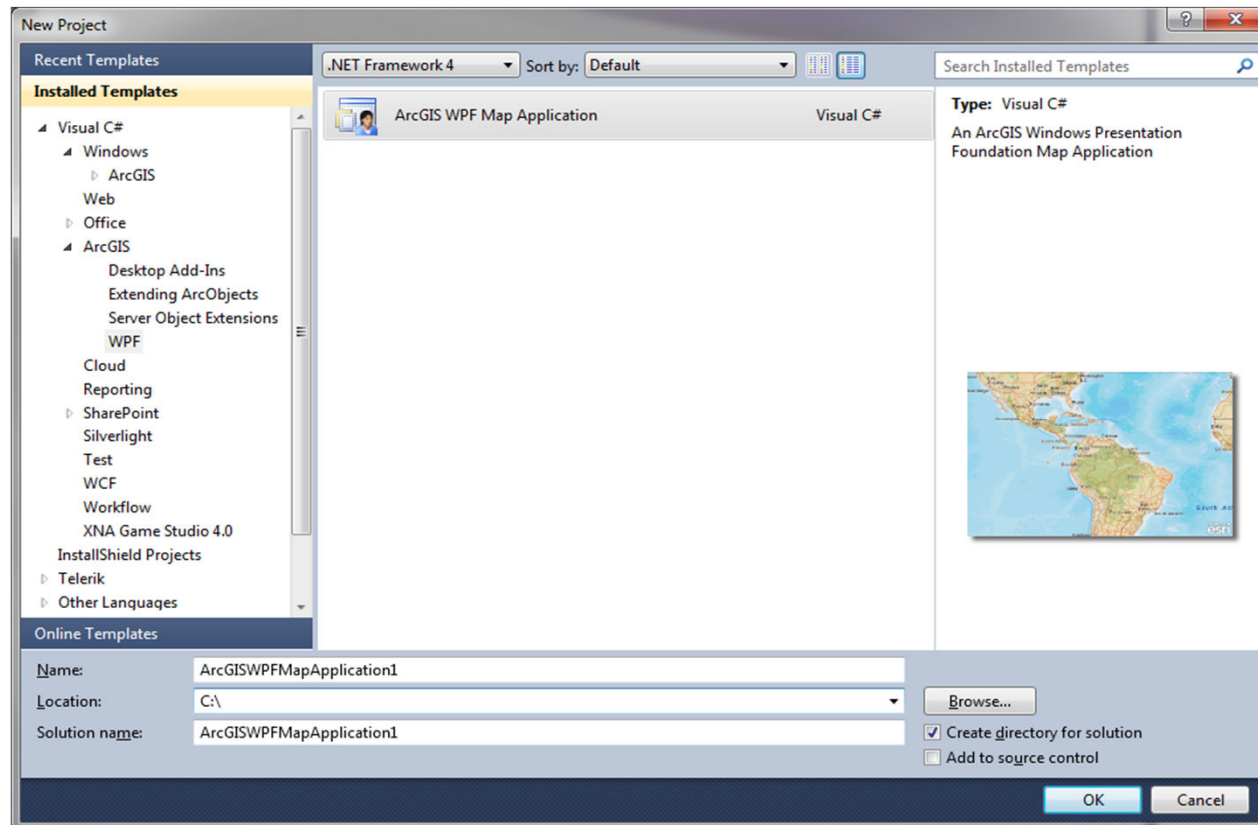 New Project
Recent Templates
Installed Templates
Visual C#
Windows
ArcGIS
Web
Office
ArcGIS
Desktop Add-Ins
Extending ArcObjects
Server Object Extensions
WPF
Cloud
Reporting
SharePoint
Silverlight
Test
WCF
Workflow
XNA Game Studio 4.0
InstallShield Projects
Telerik
Other Languages
Online Templates
.NET Framework 4 Sort by: Default
ArcGIS WPF Map Application Visual C#
Search Installed Templates
Type: Visual C#
An ArcGIS Windows Presentation
Foundation Map Application
esri
Name: ArcGISWPFMapApplication1
Location: C:\
Browse...
Solution name: ArcGISWPFMapApplication1
Create directory for solution
Add to source control
OK Cancel